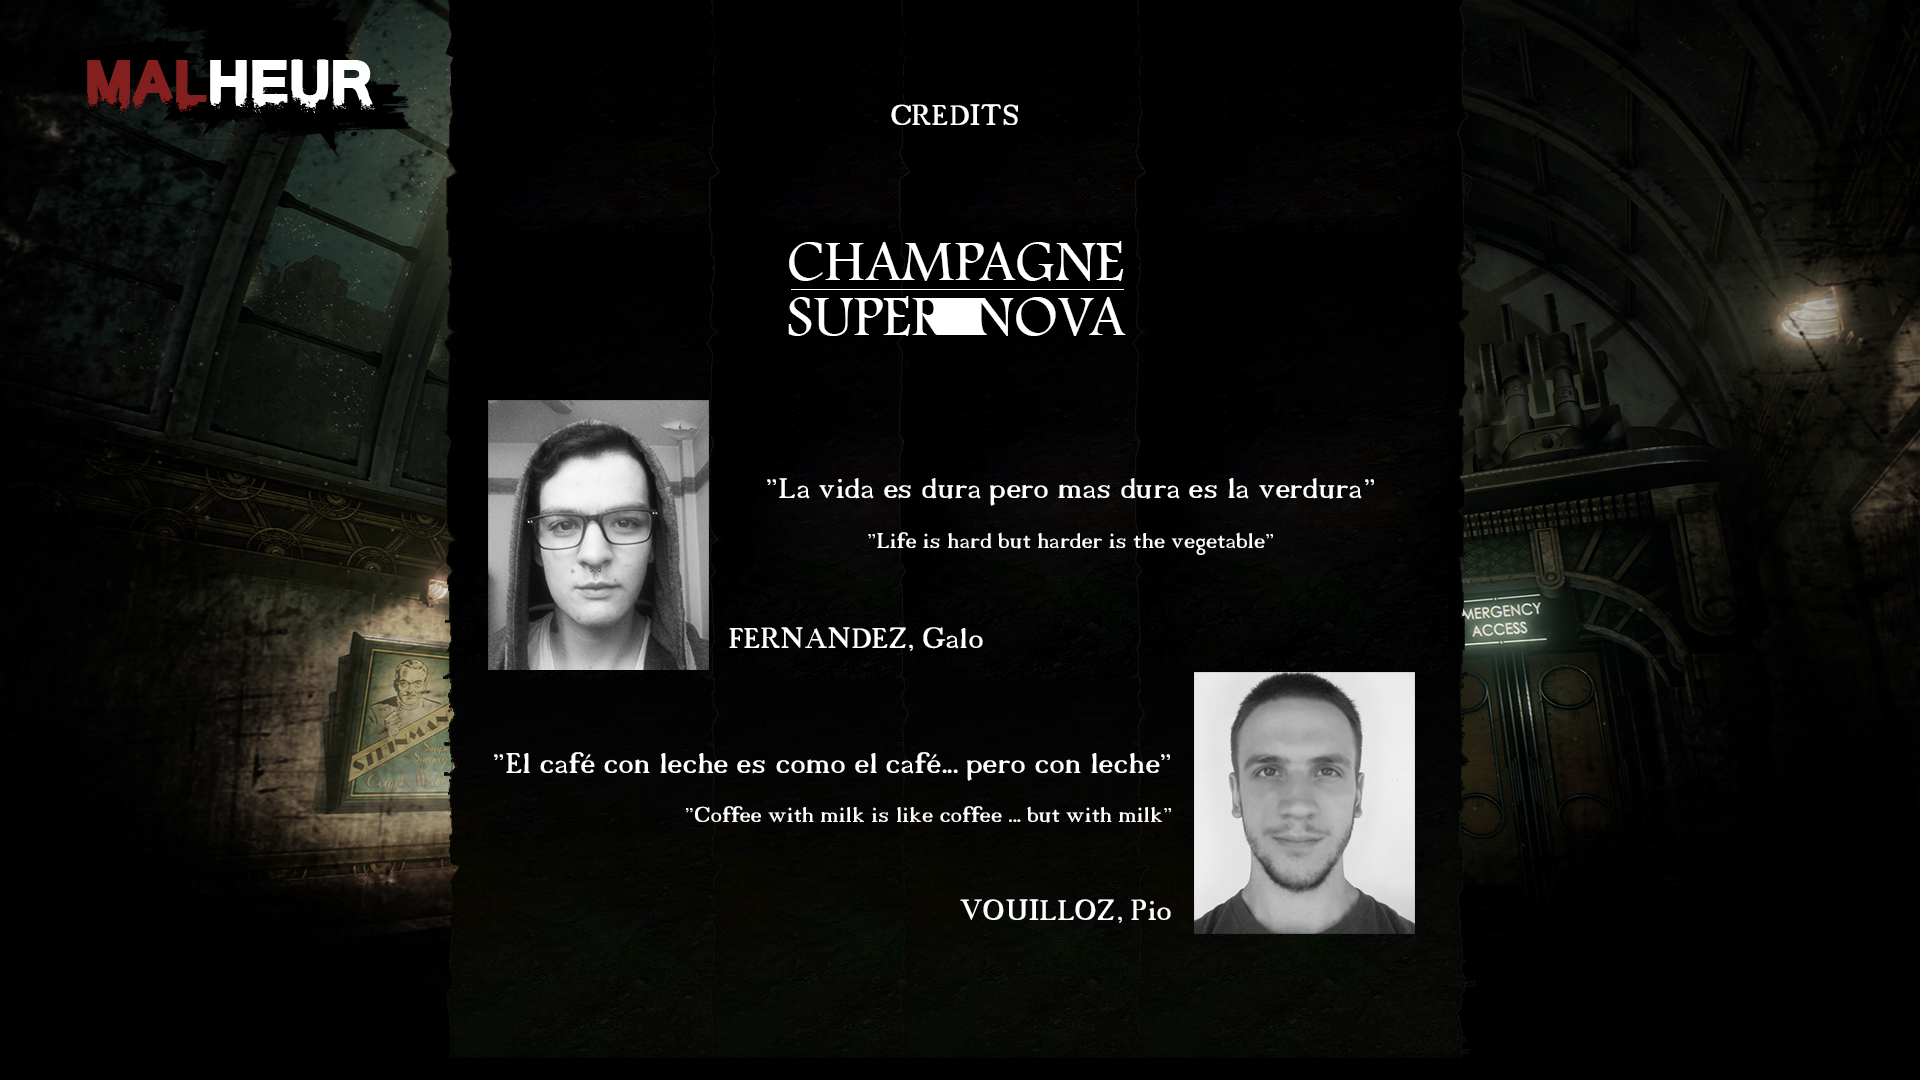 MALHEUR
CREDITS
CHAMPAGNE
SUPER NOVA
"La vida es dura pero mas dura es la verdura"
"Life is hard but harder is the vegetable"
FERNANDEZ, Galo
MERGENCY
ACCESS
STEINMAN
"El café con leche es como el café... pero con leche"
"Coffee with milk is like coffee ... but with milk"
VOUILLOZ, Pio